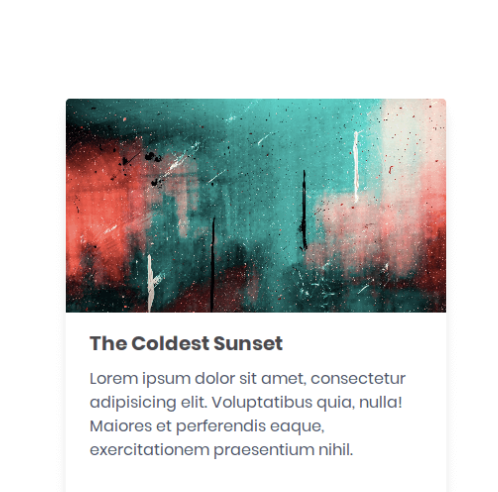 The Coldest Sunset
Lorem ipsum dolor sit amet, consectetur
adipisicing elit. Voluptatibus quia, nulla!
Maiores et perferendis eaque,
exercitationem praesentium nihil.